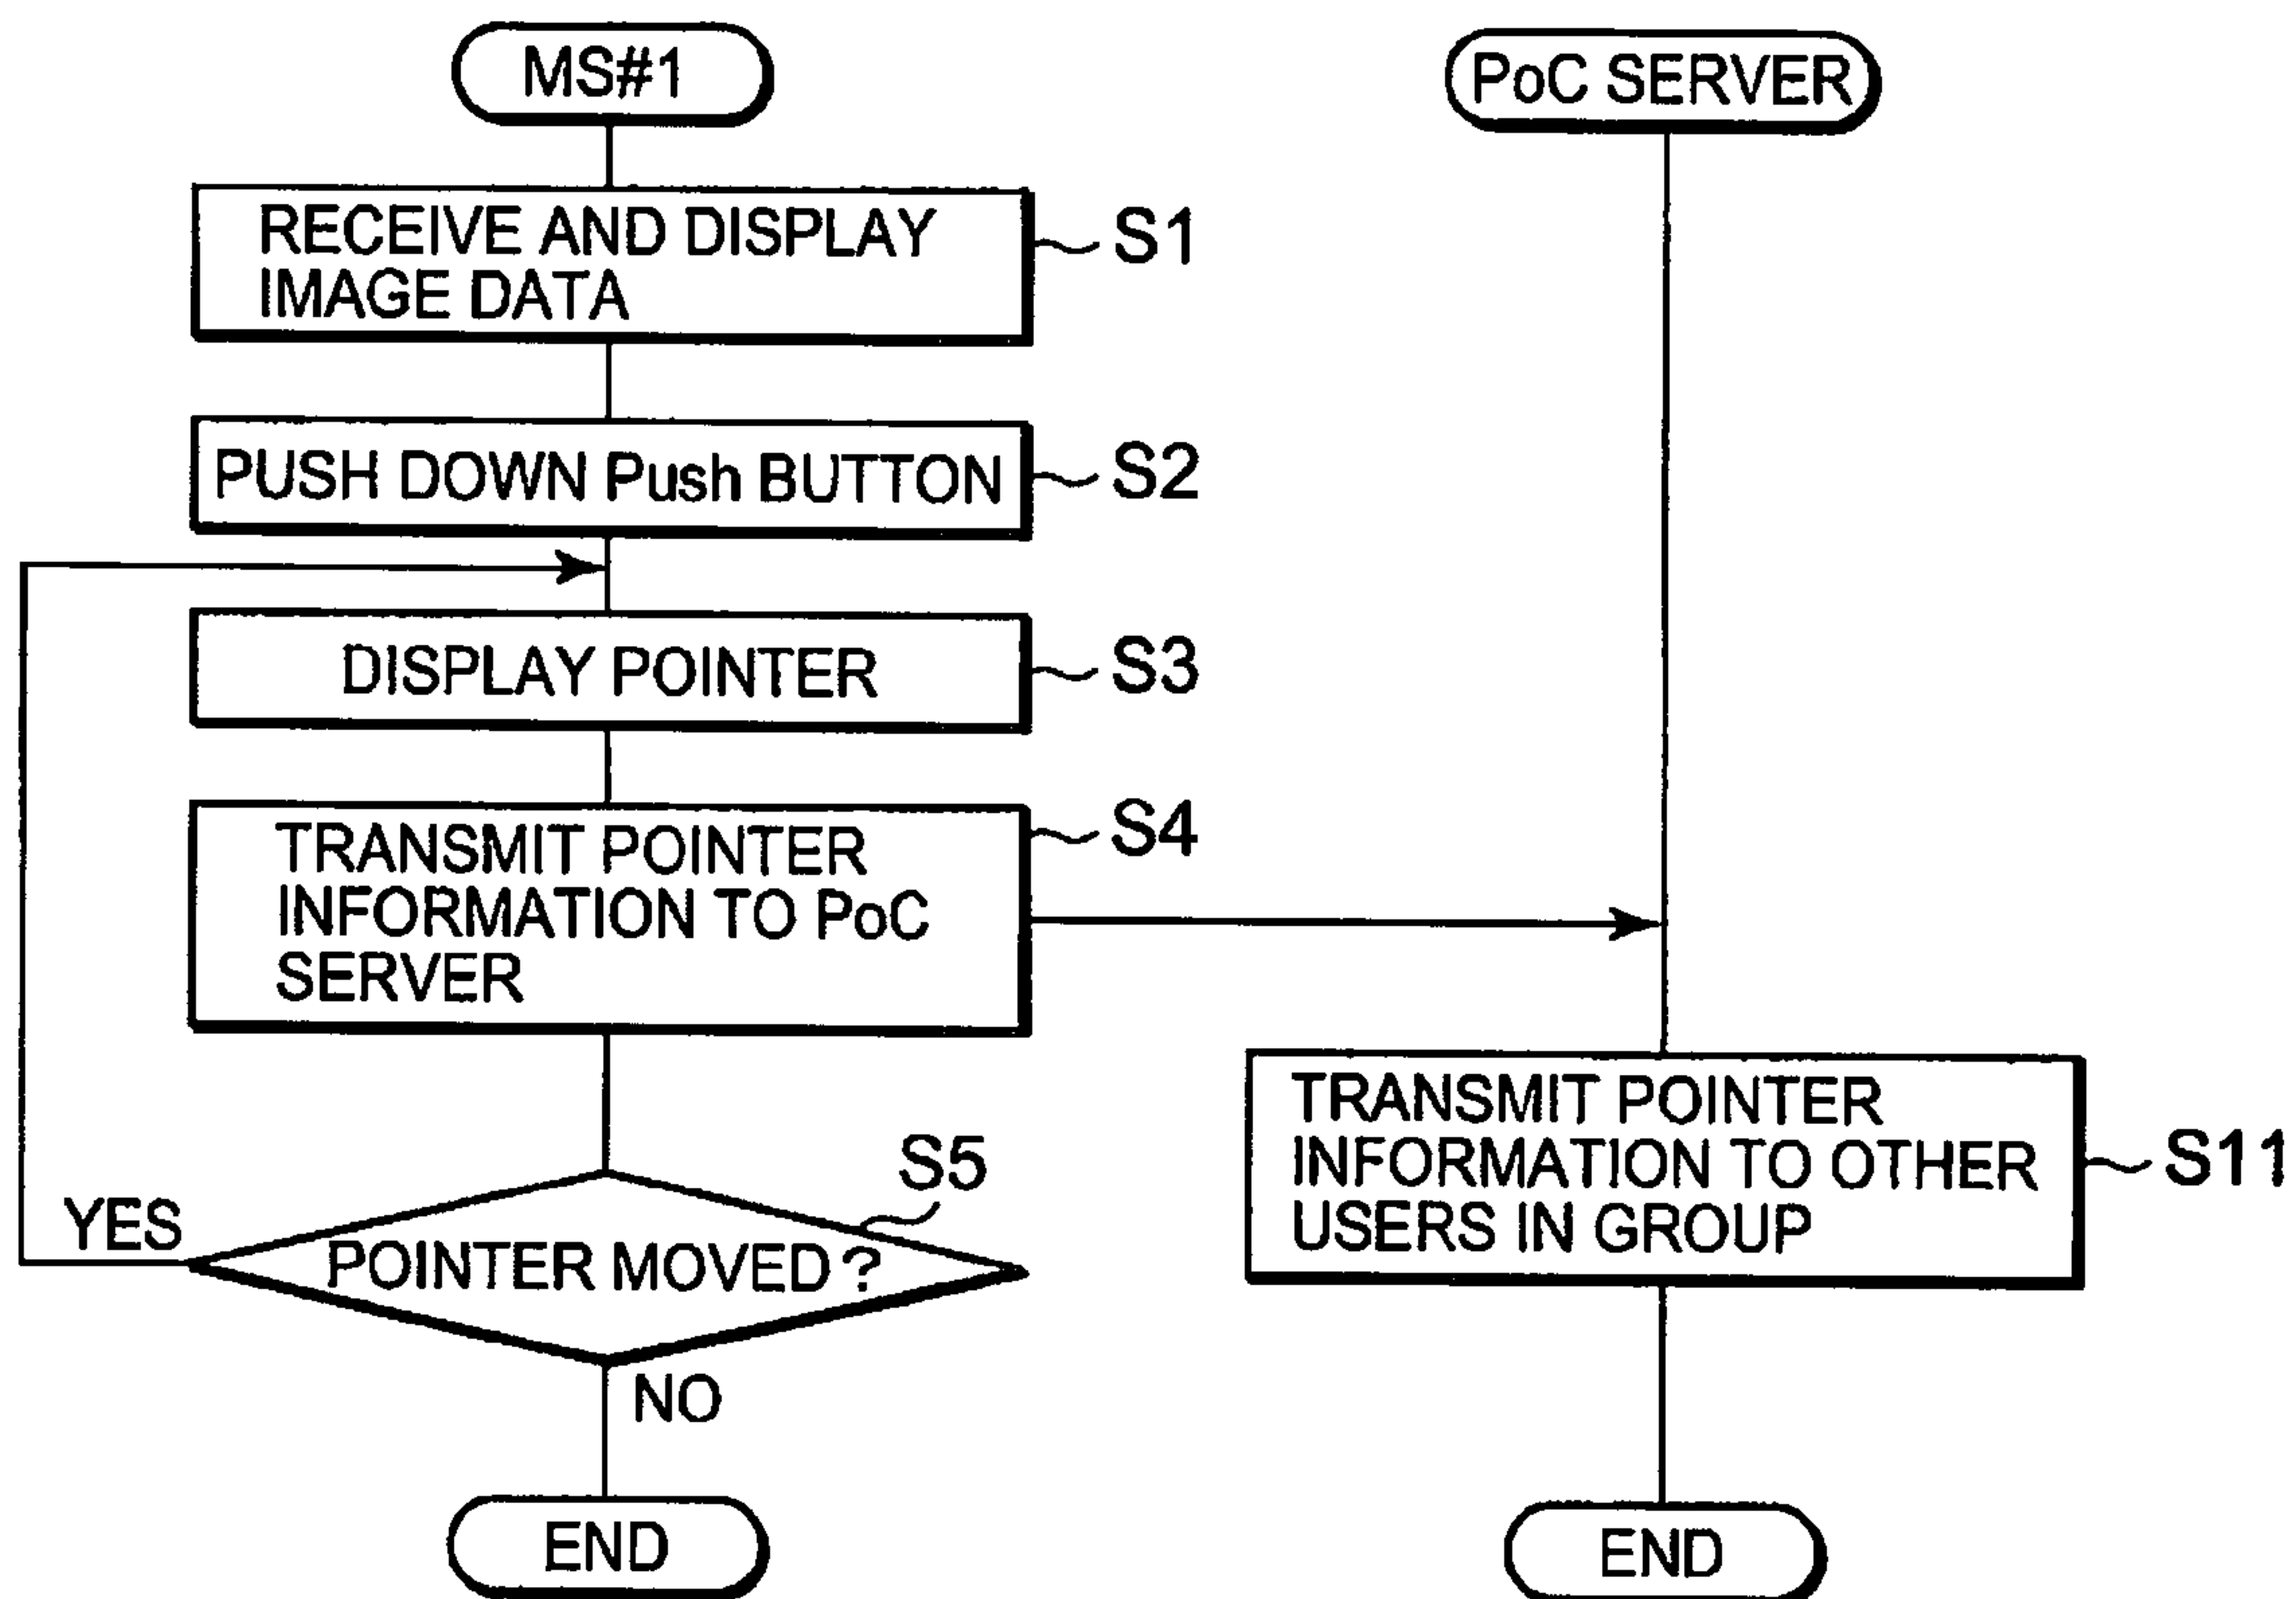 MS#1
RECEIVE AND DISPLAY
IMAGE DATA
S1
PUSH DOWN Push BUTTON
S2
DISPLAY POINTER
S3
TRANSMIT POINTER
INFORMATION TO PoC
SERVER
S4
S5
YES
POINTER MOVED ?
NO
END
PoC SERVER
TRANSMIT POINTER
INFORMATION TO OTHER
USERS IN GROUP
S11
END